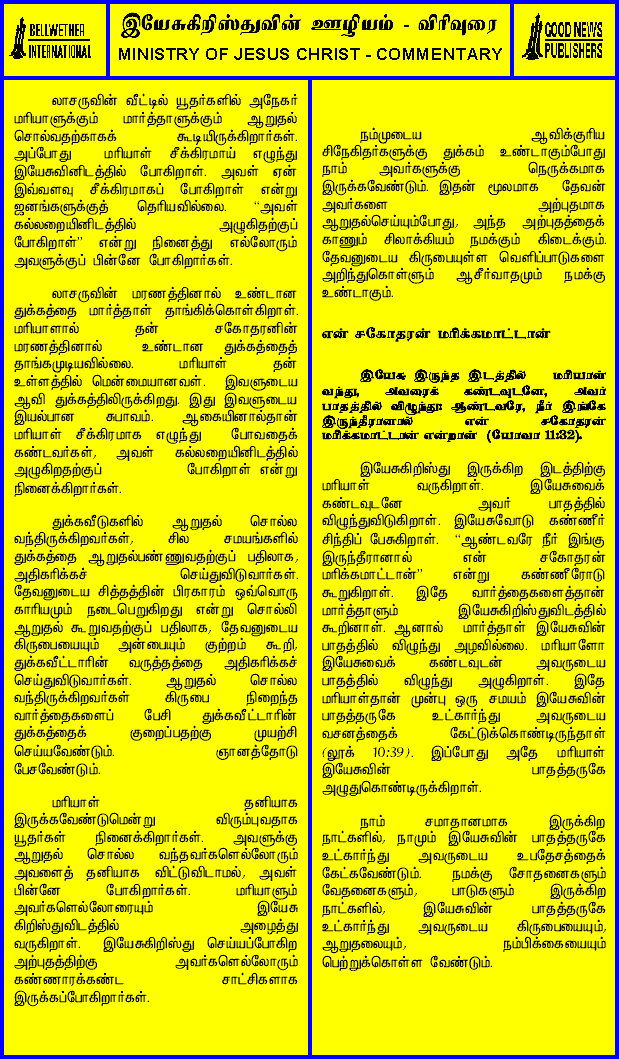 BELLWETHER
INTERNATIONAL
இயேசுகிறிஸ்துவின் ஊழியம் - விரிவுரை
MINISTRY OF JESUS CHRIST - COMMENTARY
GOOD NEWS
PUBLISHERS
லாசருவின் வீட்டில் யூதர்களில் அநேகர்
மரியாளுக்கும் மார்த்தாளுக்கும் ஆறுதல்
சொல்வதற்காகக் கூடியிருக்கிறார்கள்.
அப்போது மரியாள் சீக்கிரமாய் எழுந்து
இயேசுவினிடத்தில் போகிறாள். அவள் ஏன்
இவ்வளவு சீக்கிரமாகப் போகிறாள் என்று
ஜனங்களுக்குத் தெரியவில்லை. “அவள்
கல்லறையினிடத்தில் அழுகிதற்குப்
போகிறாள்” என்று நினைத்து எல்லோரும்
அவளுக்குப் பின்னே போகிறார்கள்.
லாசருவின் மரணத்தினால் உண்டான
துக்கத்தை மார்த்தாள் தாங்கிக்கொள்கிறாள்.
மரியாளால் தன் சகோதரனின்
மரணத்தினால் உண்டான துக்கத்தைத்
தாங்கமுடியவில்லை. மரியாள் தன்
உள்ளத்தில் மென்மையானவள். இவளுடைய
ஆவி துக்கத்திலிருக்கிறது. இது இவளுடைய
இயல்பான சுபாவம். ஆகையினால்தான்
மரியாள் சீக்கிரமாக எழுந்து போவதைக்
கண்டவர்கள், அவள் கல்லறையினிடத்தில்
அழுகிறதற்குப் போகிறாள் என்று
நினைக்கிறார்கள்.
துக்கவீடுகளில் ஆறுதல் சொல்ல
வந்திருக்கிறவர்கள், சில சமயங்களில்
துக்கத்தை ஆறுதல்பண்ணுவதற்குப் பதிலாக,
அதிகரிக்கச் செய்துவிடுவார்கள்.
தேவனுடைய சித்தத்தின் பிரகாரம் ஒவ்வொரு
காரியமும் நடைபெறுகிறது என்று சொல்லி
ஆறுதல் கூறுவதற்குப் பதிலாக, தேவனுடைய
கிருபையையும் அன்பையும் குற்றம் கூறி,
துக்கவீட்டாரின் வருத்தத்தை அதிகரிக்கச்
செய்துவிடுவார்கள். ஆறுதல் சொல்ல
வந்திருக்கிறவர்கள் கிருபை நிறைந்த
வார்த்தைகளைப் பேசி துக்கவீட்டாரின்
துக்கத்தைக் குறைப்பதற்கு முயற்சி
செய்யவேண்டும். ஞானத்தோடு
பேசவேண்டும்.
மரியாள் தனியாக
இருக்கவேண்டுமென்று விரும்புவதாக
யூதர்கள் நினைக்கிறார்கள். அவளுக்கு
ஆறுதல் சொல்ல வந்தவர்களெல்லோரும்
அவளைத் தனியாக விட்டுவிடாமல், அவள்
பின்னே போகிறார்கள். மரியாளும்
அவர்களெல்லோரையும் இயேசு
கிறிஸ்துவிடத்தில் அழைத்து
வருகிறாள். இயேசுகிறிஸ்து செய்யப்போகிற
அற்புதத்திற்கு அவர்களெல்லோரும்
கண்ணாரக்கண்ட சாட்சிகளாக
இருக்கப்போகிறார்கள்.
நம்முடைய ஆவிக்குரிய
சிநேகிதர்களுக்கு துக்கம் உண்டாகும்போது
நாம் அவர்களுக்கு நெருக்கமாக
இருக்கவேண்டும். இதன் மூலமாக தேவன்
அவர்களை அற்புதமாக
ஆறுதல்செய்யும்போது, அந்த அற்புதத்தைக்
காணும் சிலாக்கியம் நமக்கும் கிடைக்கும்.
தேவனுடைய கிருபையுள்ள வெளிப்பாடுகளை
அறிந்துகொள்ளும் ஆசீர்வாதமும் நமக்கு
உண்டாகும்.
என் சகோதரன் மரிக்கமாட்டான்
இயேசு இருந்த இடத்தில் மரியாள்
வந்து, அவரைக் கண்டவுடனே, அவர்
பாதத்தில் விழுந்து: ஆண்டவரே, நீர் இங்கே
இருந்தீரானால் என் சகோதரன்
மரிக்கமாட்டான் என்றாள் (யோவா 11:32).
இயேசுகிறிஸ்து இருக்கிற இடத்திற்கு
மரியாள் வருகிறாள். இயேசுவைக்
கண்டவுடனே அவர் பாதத்தில்
விழுந்துவிடுகிறாள். இயேசுவோடு கண்ணீர்
சிந்திப் பேசுகிறாள். “ஆண்டவரே நீர் இங்கு
இருந்தீரானால் என் சகோதரன்
மரிக்கமாட்டான்” என்று கண்ணீரோடு
கூறுகிறாள். இதே வார்த்தைகளைத்தான்
மார்த்தாளும் இயேசுகிறிஸ்துவிடத்தில்
கூறினாள். ஆனால் மார்த்தாள் இயேசுவின்
பாதத்தில் விழுந்து அழவில்லை. மரியாளோ
இயேசுவைக் கண்டவுடன் அவருடைய
பாதத்தில் விழுந்து அழுகிறாள். இதே
மரியாள்தான் முன்பு ஒரு சமயம் இயேசுவின்
பாதத்தருகே உட்கார்ந்து அவருடைய
வசனத்தைக் கேட்டுக்கொண்டிருந்தாள்
(லூக் 10:39). இப்போது அதே மரியாள்
இயேசுவின் பாதத்தருகே
அழுதுகொண்டிருக்கிறாள்.
நாம் சமாதானமாக இருக்கிற
நாட்களில், நாமும் இயேசுவின் பாதத்தருகே
உட்கார்ந்து அவருடைய உபதேசத்தைக்
கேட்கவேண்டும். நமக்கு சோதனைகளும்
வேதனைகளும், பாடுகளும் இருக்கிற
நாட்களில், இயேசுவின் பாதத்தருகே
உட்கார்ந்து அவருடைய கிருபையையும்,
ஆறுதலையும், நம்பிக்கையையும்
பெற்றுக்கொள்ள வேண்டும்.